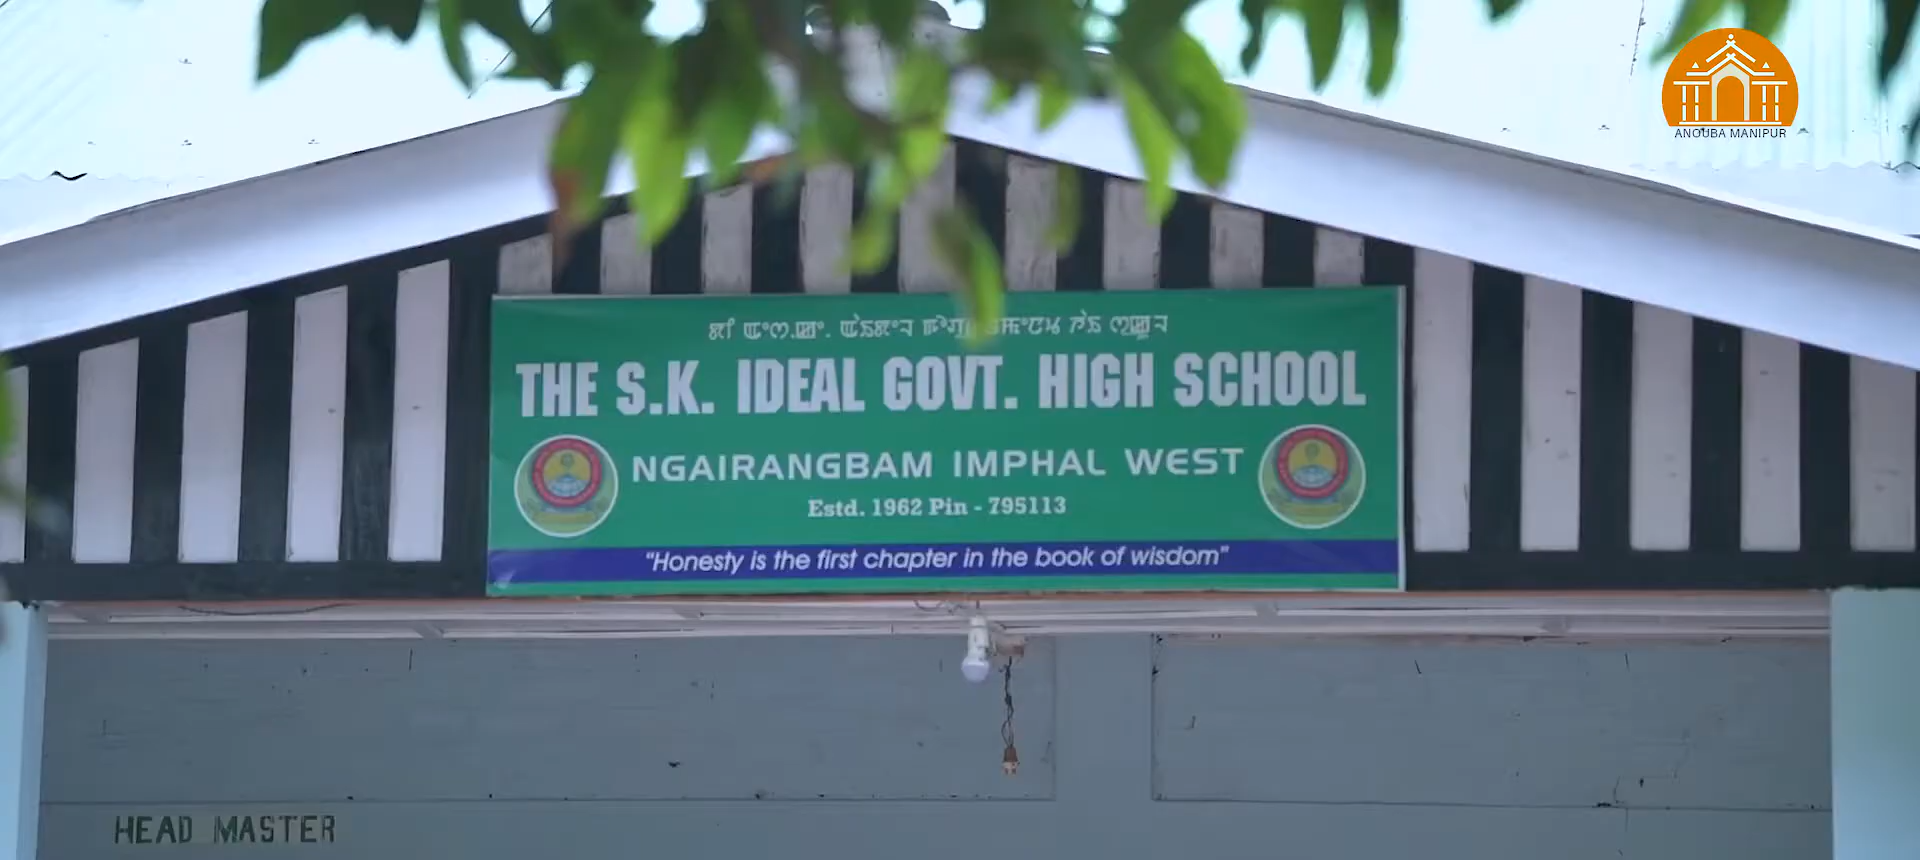 ANOUBA MANIPUR
THE S.K. IDEAL GOVT. HIGH SCHOOL
NGAIRANGBAM IMPHAL WEST
Estd. 1962 Pin - 795113
“Honesty is the first chapter in the book of wisdom”
HEAD MASTER